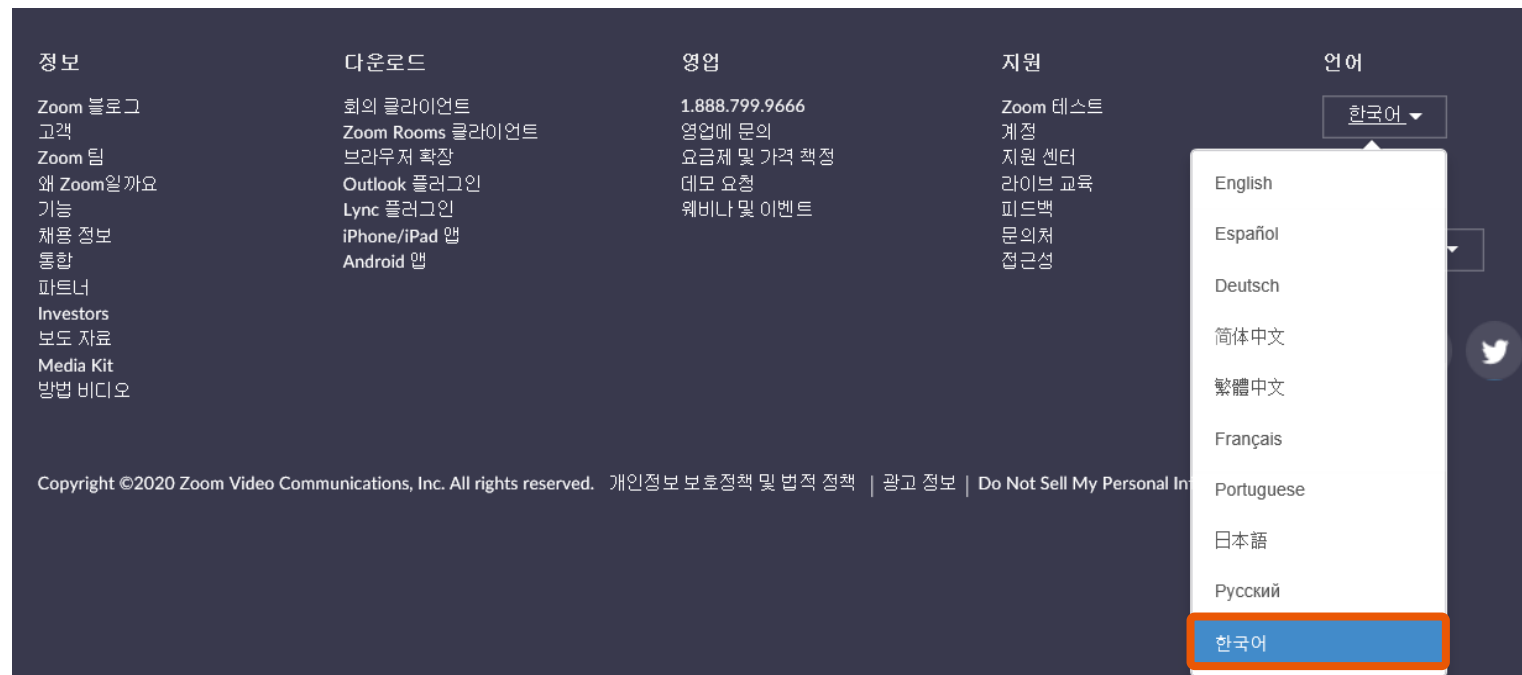 정보
Zoom 블로그
고객
Zoom 팀
왜 Zoom일까요
기능
채용 정보
통합
파트너
Investors
보도 자료
Media Kit
방법 비디오
다운로드
회의 클라이언트
Zoom Rooms 클라이언트
브라우저 확장
Outlook 플러그인
Lync 플러그인
iPhone/iPad 앱
Android 앱
영업
1.888.799.9666
영업에 문의
요금제 및 가격 책정
데모 요청
웨비나 및 이벤트
지원
Zoom 테스트
계정
지원 센터
라이브 교육
피드백
문의처
접근성
언어
한국어
English
Español
Deutsch
简体中文
繁體中文
Français
Portuguese
日本語
Русский
한국어
Copyright ©2020 Zoom Video Communications, Inc. All rights reserved. 개인정보 보호정책 및 법적 정책 | 광고 정보 | Do Not Sell My Personal